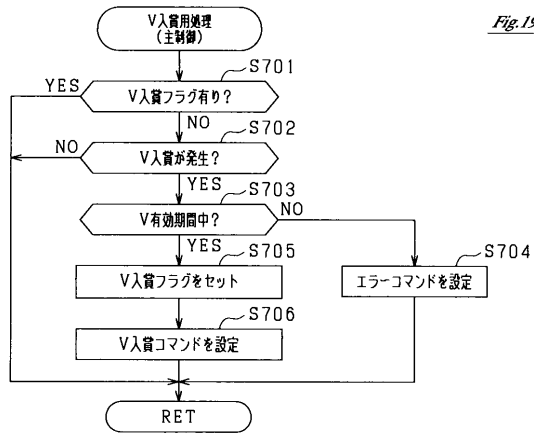 Fig.19
V入賞用処理
(主制御)
S701
YES
V入賞フラグ有り?
NO
S702
NO
V入賞が発生?
YES
S703
V有効期間中?
NO
YES
S705
S704
V入賞フラグをセット
エラーコマンドを設定
S706
V入賞コマンドを設定
RET